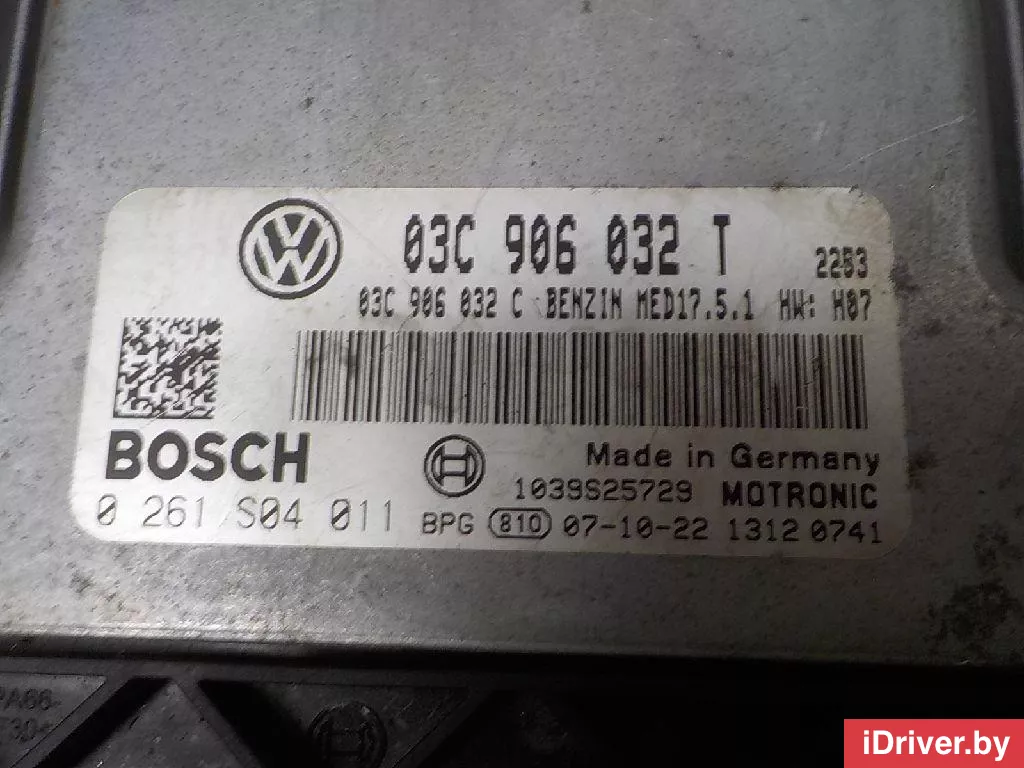 03C 906 032 T 2253
03C 906 032 C BENZIN MED17.5.1 HW: H07
BOSCH
Made in Germany
1039S25729 MOTRONIC
0 261 S04 011 BPG 810 07-10-22 1312 0741
PA66-
iDriver.by